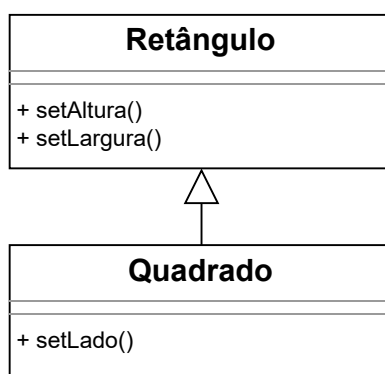 Retângulo
+ setAltura()
+ setLargura()
Quadrado
+ setLado()